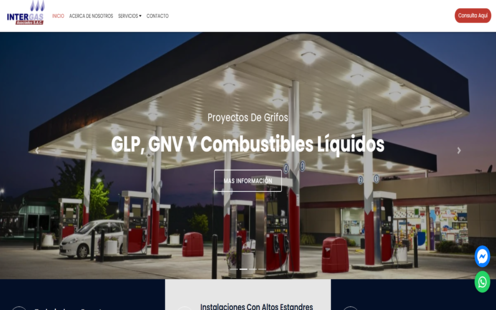 INTERGAS
INICIO
ACERCA DE NOSOTROS
SERVICIOS
CONTACTO
Consulta Aquí
Proyectos De Grifos
GLP, GNV Y Combustibles Líquidos
MAS INFORMACIÓN
Instalaciones Con Altos Estandres